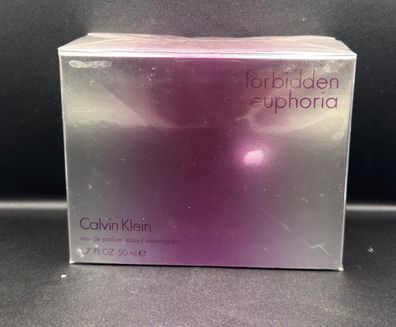 forbidden
euphoria
Calvin Klein
eau de parfum spray/ vaporisateur
1.7 FL OZ 50 ml ℮